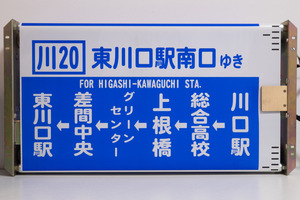 川20 東川口駅南口ゆき
FOR HIGASHI-KAWAGUCHI STA.
川口駅
←
総合高校
←
上根橋
←
グリーン
センター
←
差間中央
←
東川口駅